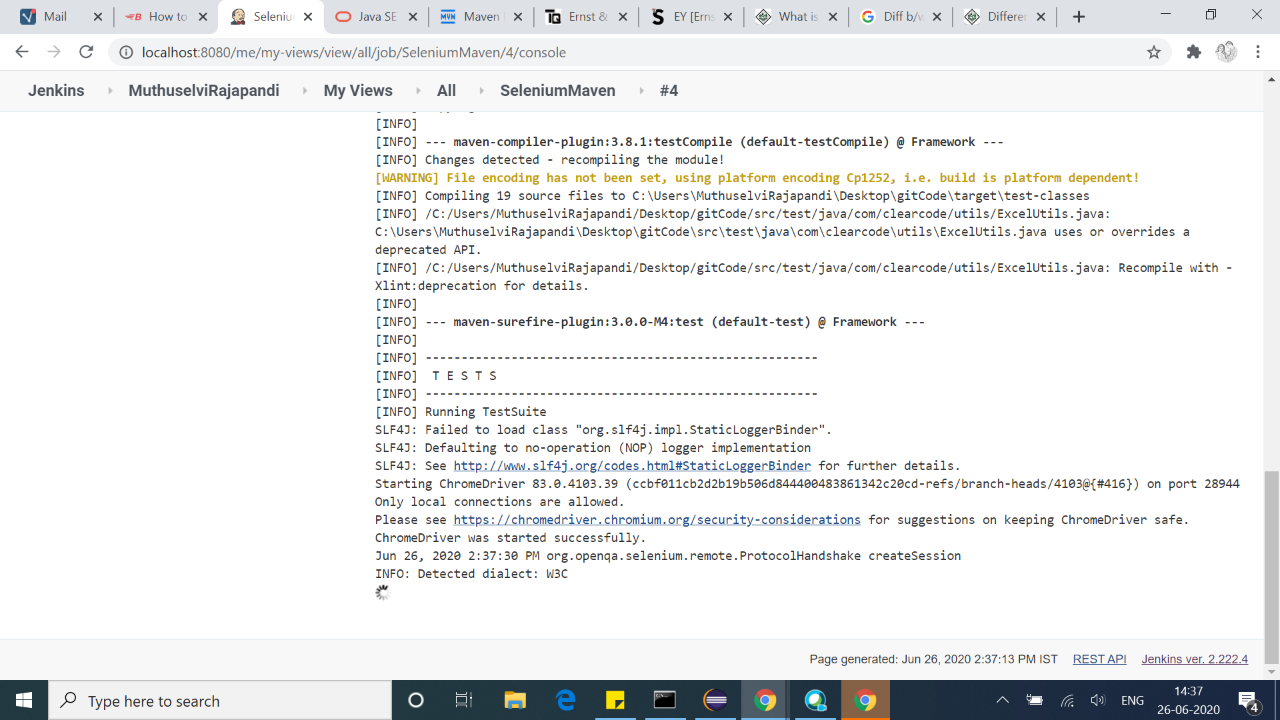 Mail
How to
Seleniu
Java SE
Maven
Ernst &
EY [Erns
What is
Diff b/w
Differen
localhost:8080/me/my-views/view/all/job/SeleniumMaven/4/console
Jenkins MuthuselviRajapandi My Views All SeleniumMaven #4
[INFO]
[INFO] --- maven-compiler-plugin:3.8.1:testCompile (default-testCompile) @ Framework ---
[INFO] Changes detected - recompiling the module!
[WARNING] File encoding has not been set, using platform encoding Cp1252, i.e. build is platform dependent!
[INFO] Compiling 19 source files to C:\Users\MuthuselviRajapandi\Desktop\gitCode\target\test-classes
[INFO] /C:/Users/MuthuselviRajapandi/Desktop/gitCode/src/test/java/com/clearcode/utils/ExcelUtils.java:
C:\Users\MuthuselviRajapandi\Desktop\gitCode\src\test\java\com\clearcode\utils\ExcelUtils.java uses or overrides a
deprecated API.
[INFO] /C:/Users/MuthuselviRajapandi/Desktop/gitCode/src/test/java/com/clearcode/utils/ExcelUtils.java: Recompile with -
Xlint:deprecation for details.
[INFO]
[INFO] --- maven-surefire-plugin:3.0.0-M4:test (default-test) @ Framework ---
[INFO]
[INFO] -------------------------------------------------------
[INFO]  T E S T S
[INFO] -------------------------------------------------------
[INFO] Running TestSuite
SLF4J: Failed to load class "org.slf4j.impl.StaticLoggerBinder".
SLF4J: Defaulting to no-operation (NOP) logger implementation
SLF4J: See http://www.slf4j.org/codes.html#StaticLoggerBinder for further details.
Starting ChromeDriver 83.0.4103.39 (ccbf011cb2d2b19b506d844400483861342c20cd-refs/branch-heads/4103@{#416}) on port 28944
Only local connections are allowed.
Please see https://chromedriver.chromium.org/security-considerations for suggestions on keeping ChromeDriver safe.
ChromeDriver was started successfully.
Jun 26, 2020 2:37:30 PM org.openqa.selenium.remote.ProtocolHandshake createSession
INFO: Detected dialect: W3C
Page generated: Jun 26, 2020 2:37:13 PM IST REST API Jenkins ver. 2.222.4
Type here to search
ENG
14:37
26-06-2020
4